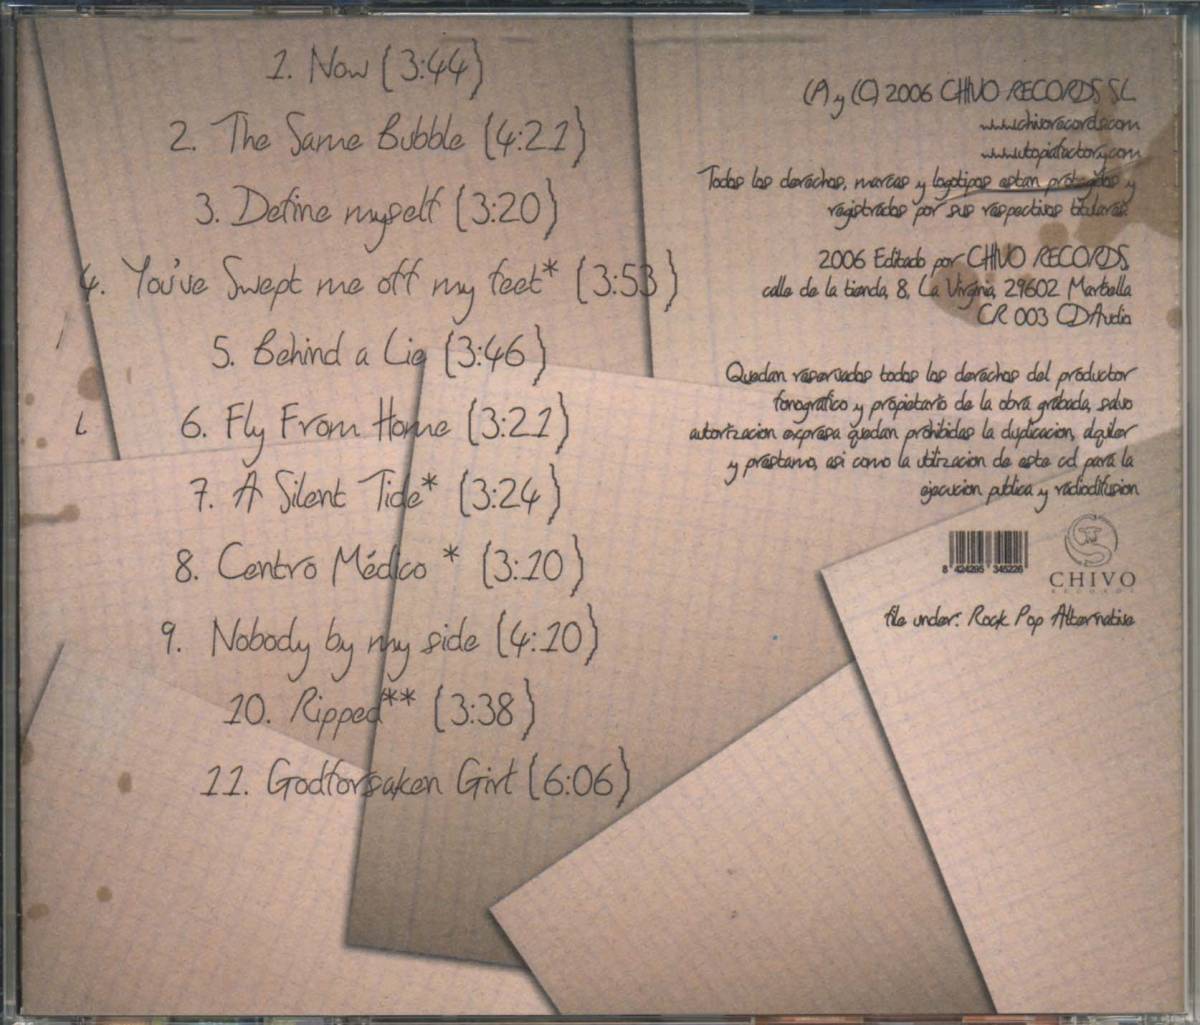 1. Now (3:44)
2. The Same Bubble (4:21)
3. Define myself (3:20)
4. You've Swept me off my feet* (3:53)
5. Behind a Lie (3:46)
6. Fly From Home (3:21)
7. A Silent Tide* (3:24)
8. Centro Médico * (3:10)
9. Nobody by my side (4:10)
10. Ripped** (3:38)
11. Godforsaken Girl (6:06)
(P) y (C) 2006 CHIVO RECORDS SL
www.chivorecords.com
www.utopiafactory.com
Todos los derechos, marcas y logotipos estan protegidos y
registrados por sus respectivos titulares.
2006 Editado por CHIVO RECORDS,
calle de la tienda, 8, La Virginia, 29602 Marbella
CR 003 CDAudio
Quedan reservados todos los derechos del productor
fonografico y propietario de la obra grabada, salvo
autorizacion expresa quedan prohibidas la duplicacion, alquiler
y prestamo, asi como la utilizacion de este cd para la
ejecucion publica y radiodifusion
8 424295 345226
CHIVO
RECORDS
file under: Rock Pop Alternative